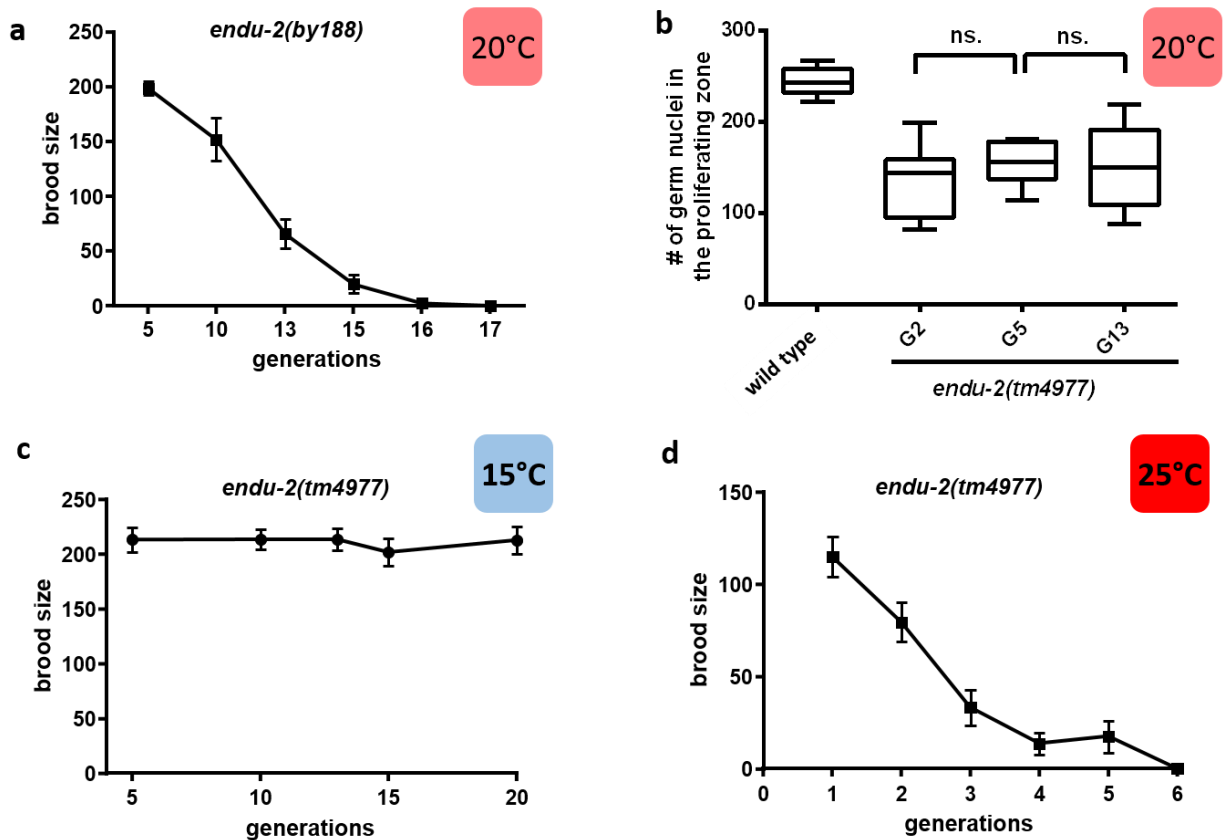 a
endu-2(by188)
20°C
250
200
150
100
50
0
brood size
5 10 13 15 16 17
generations
b
ns. ns.
20°C
300
200
100
0
# of germ nuclei in
the proliferating zone
wild type
G2
G5
G13
endu-2(tm4977)
c
15°C
endu-2(tm4977)
250
200
150
100
50
0
brood size
5 10 15 20
generations
d
25°C
endu-2(tm4977)
150
100
50
0
brood size
0 1 2 3 4 5 6
generations